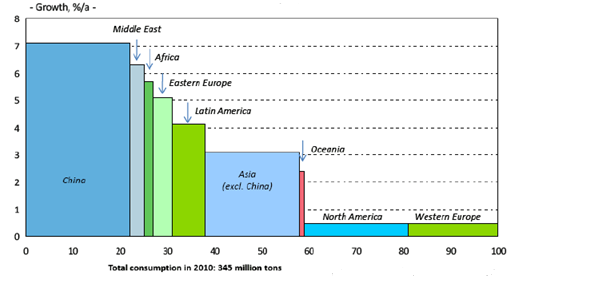 - Growth, %/a -
8
Middle East
7
Africa
6
Eastern Europe
5
Latin America
4
Oceania
3
Asia
(excl. China)
China
2
1
North America Western Europe
0
0 10 20 30 40 50 60 70 80 90 100
Total consumption in 2010: 345 million tons